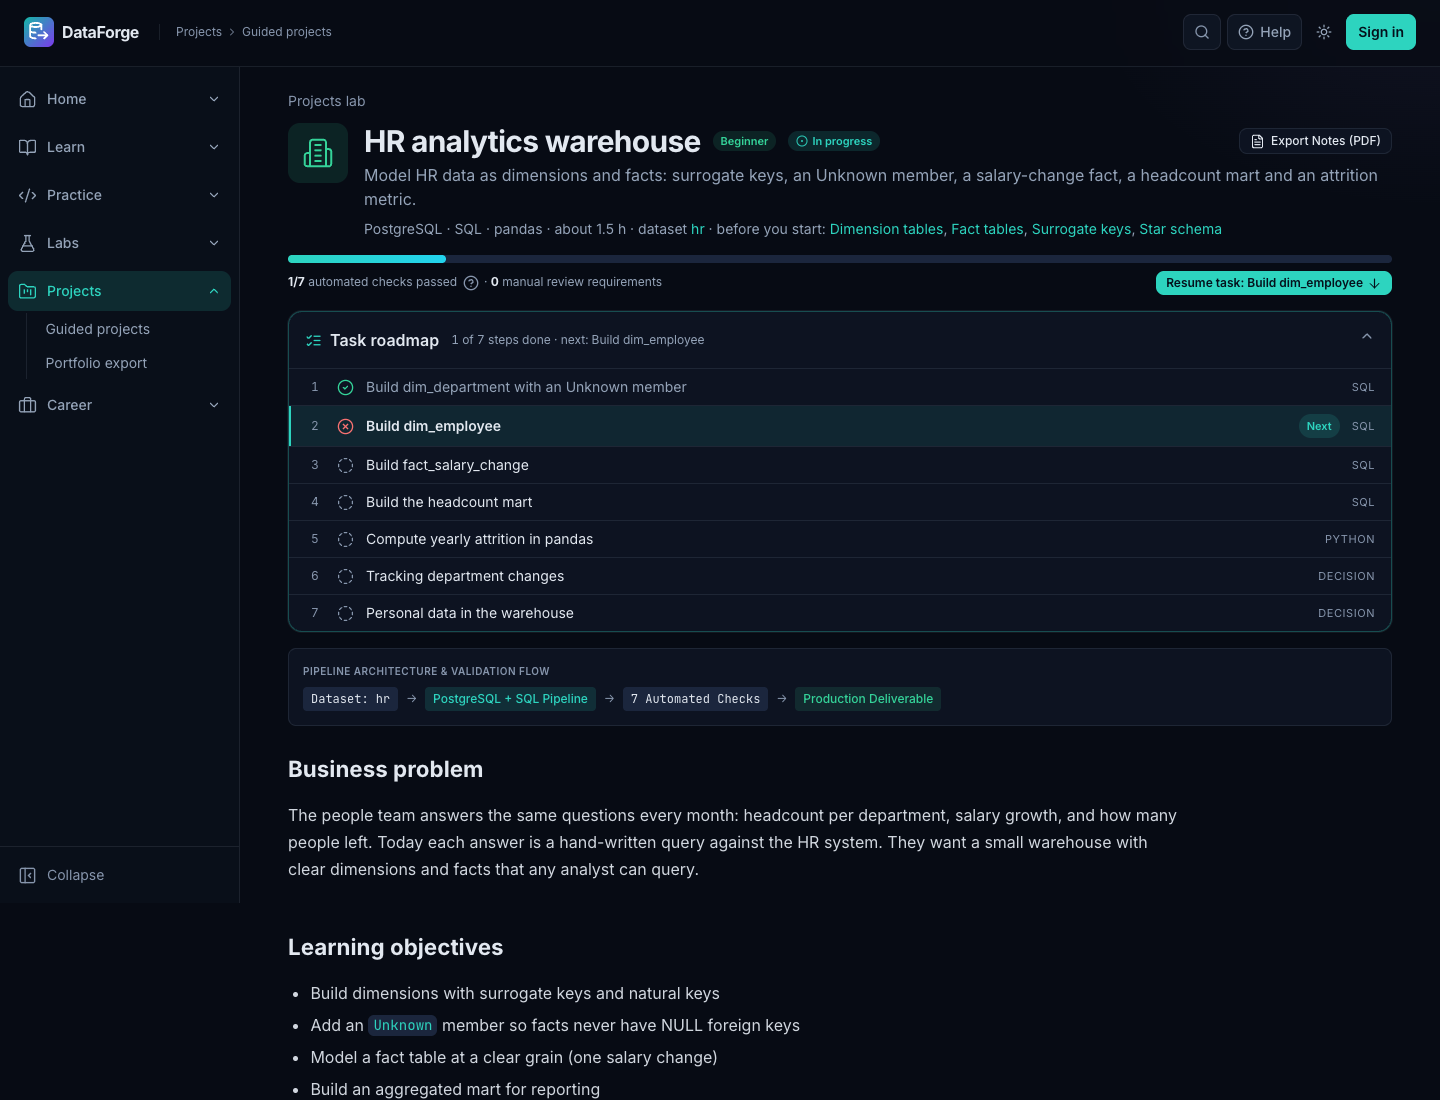 DataForge
Projects > Guided projects
Help
Sign in
Home
Learn
Practice
Labs
Projects
Guided projects
Portfolio export
Career
Collapse
Projects lab
HR analytics warehouse
Beginner
In progress
Export Notes (PDF)
Model HR data as dimensions and facts: surrogate keys, an Unknown member, a salary-change fact, a headcount mart and an attrition
metric.
PostgreSQL · SQL · pandas · about 1.5 h · dataset hr · before you start: Dimension tables, Fact tables, Surrogate keys, Star schema
1/7 automated checks passed ? · 0 manual review requirements
Resume task: Build dim_employee ↓
Task roadmap 1 of 7 steps done · next: Build dim_employee
1 Build dim_department with an Unknown member SQL
2 Build dim_employee Next SQL
3 Build fact_salary_change SQL
4 Build the headcount mart SQL
5 Compute yearly attrition in pandas PYTHON
6 Tracking department changes DECISION
7 Personal data in the warehouse DECISION
PIPELINE ARCHITECTURE & VALIDATION FLOW
Dataset: hr → PostgreSQL + SQL Pipeline → 7 Automated Checks → Production Deliverable
Business problem
The people team answers the same questions every month: headcount per department, salary growth, and how many
people left. Today each answer is a hand-written query against the HR system. They want a small warehouse with
clear dimensions and facts that any analyst can query.
Learning objectives
• Build dimensions with surrogate keys and natural keys
• Add an Unknown member so facts never have NULL foreign keys
• Model a fact table at a clear grain (one salary change)
• Build an aggregated mart for reporting